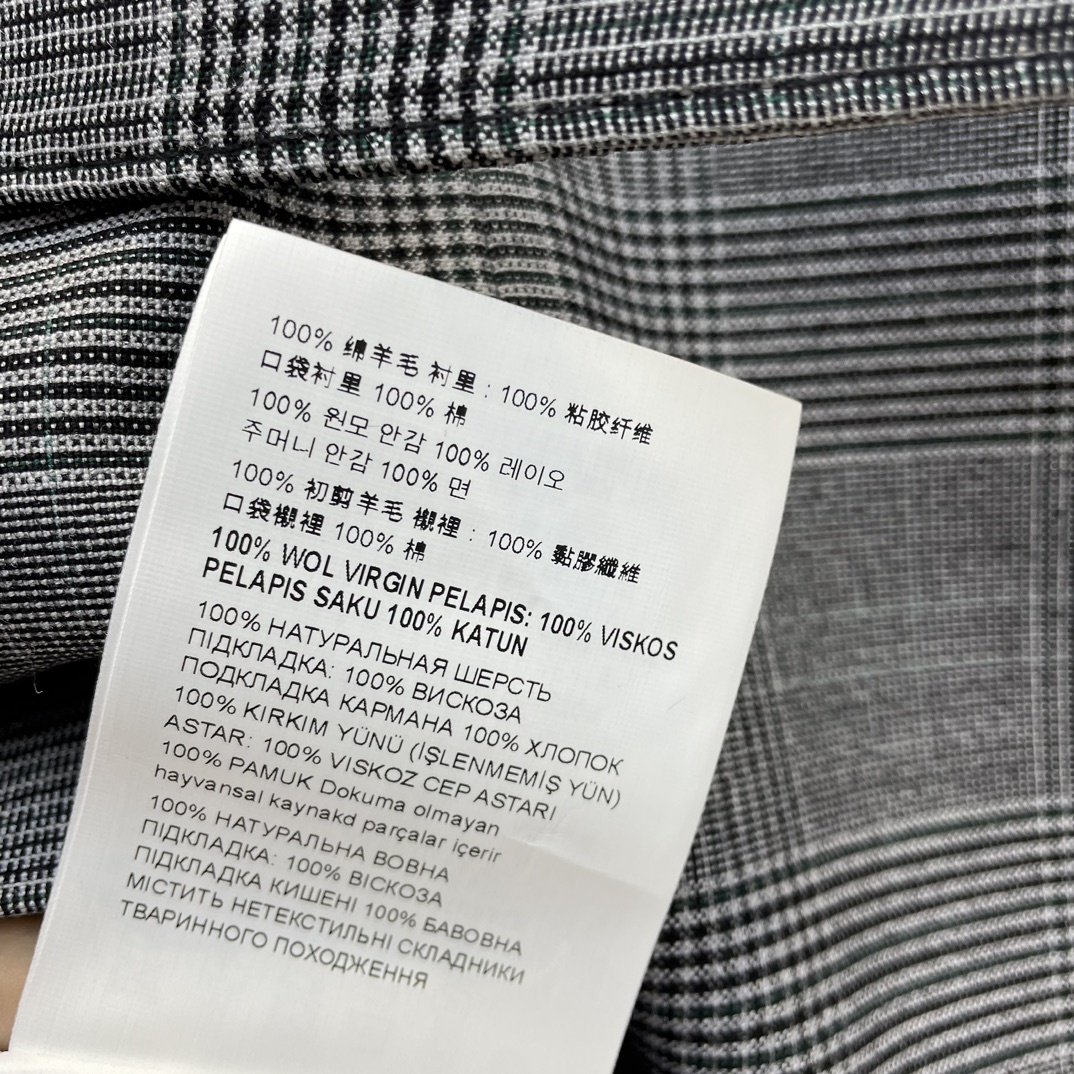 100% 绵羊毛 衬里 : 100% 粘胶纤维
口袋衬里 100% 棉
100% 원모 안감 100% 레이오
주머니 안감 100% 면
100% 初剪羊毛 襯裡 : 100% 黏膠纖維
口袋襯裡 100% 棉
100% WOL VIRGIN PELAPIS: 100% VISKOS
PELAPIS SAKU 100% KATUN
100% НАТУРАЛЬНАЯ ШЕРСТЬ
ПІДКЛАДКА: 100% ВИСКОЗА
ПОДКЛАДКА КАРМАНА 100% ХЛОПОК
100% KIRKIM YÜNÜ (İŞLENMEMİŞ YÜN)
ASTAR: 100% VISKOZ CEP ASTARI
100% PAMUK Dokuma olmayan
hayvansal kaynakd parçalar içerir
100% НАТУРАЛЬНА ВОВНА
ПІДКЛАДКА: 100% ВІСКОЗА
ПІДКЛАДКА КИШЕНІ 100% БАВОВНА
МІСТИТЬ НЕТЕКСТИЛЬНІ СКЛАДНИКИ
ТВАРИННОГО ПОХОДЖЕННЯ